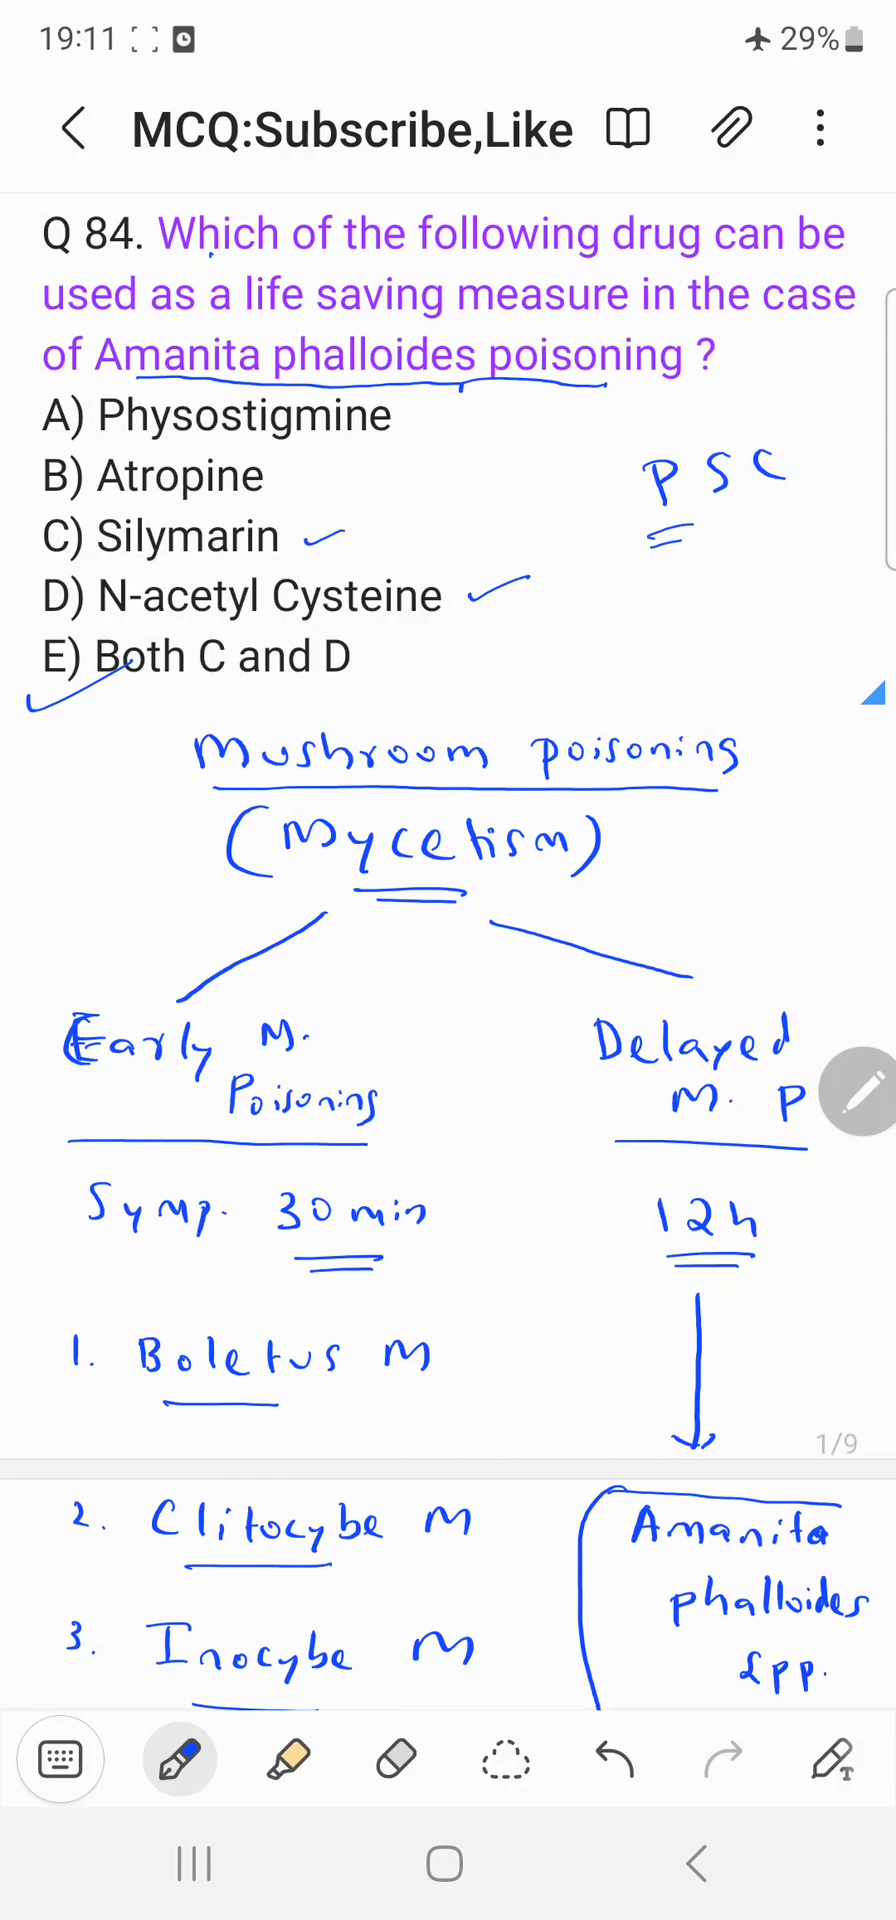 19:11
29%
MCQ:Subscribe,Like
Q 84. Which of the following drug can be
used as a life saving measure in the case
of Amanita phalloides poisoning ?
A) Physostigmine
B) Atropine
C) Silymarin
D) N-acetyl Cysteine
E) Both C and D
PSC
Mushroom poisoning
(Mycetism)
Early M.
Poisoning
Symp. 30 min
1. Boletus M
2. Clitocybe M
3. Inocybe M
Delayed
M. P
12h
1/9
Amanita
phalloides
spp.